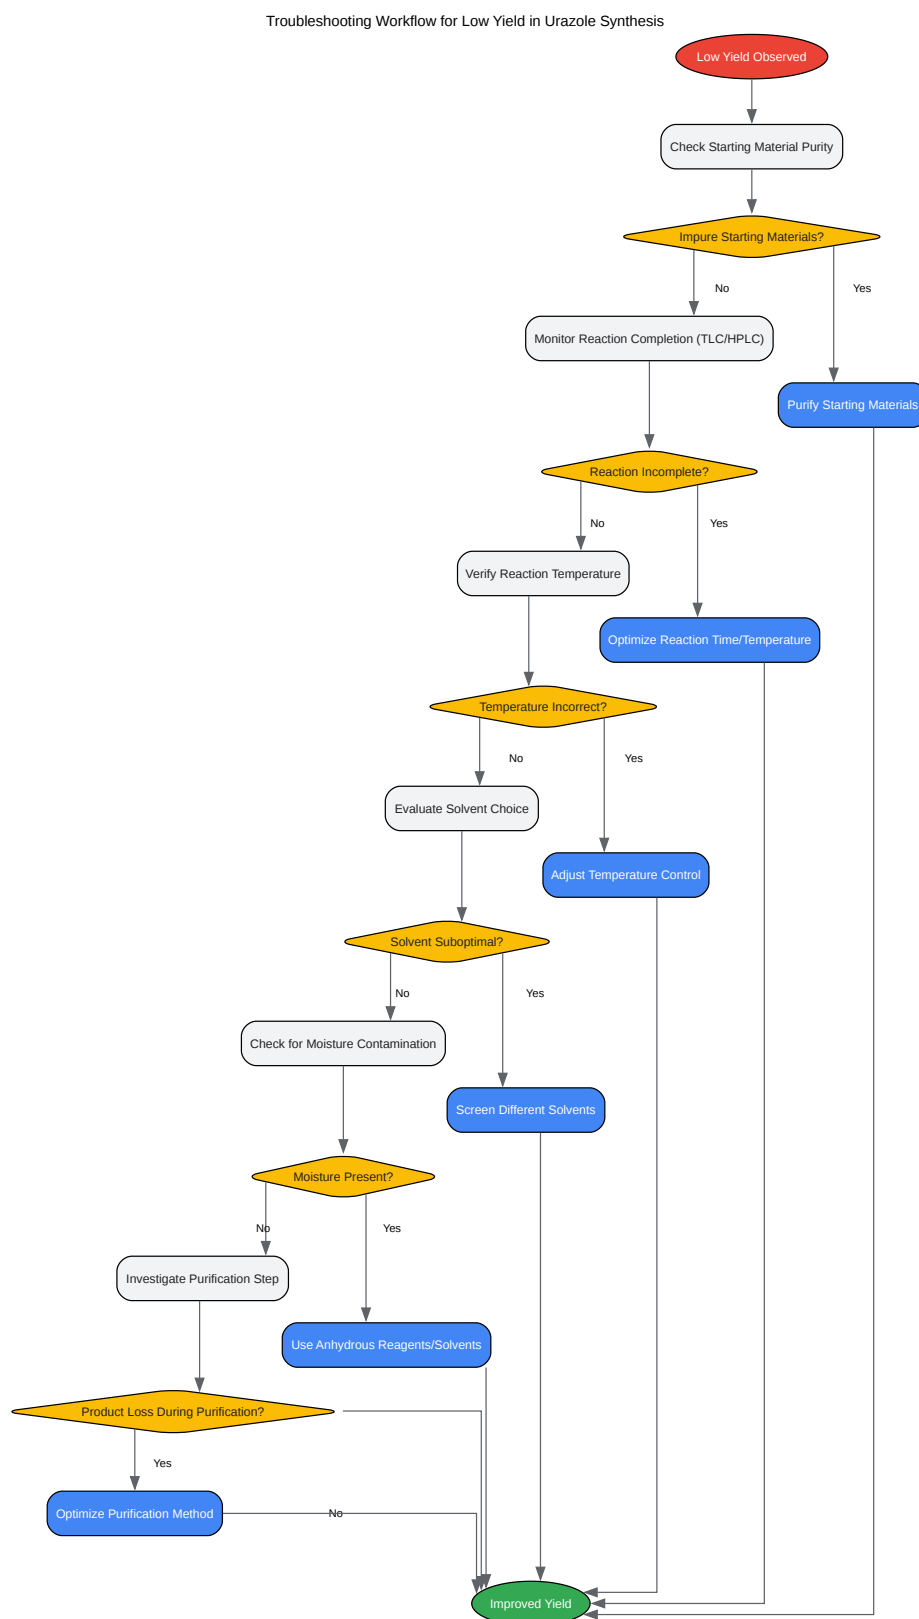 Troubleshooting Workflow for Low Yield in Urazole Synthesis
Low Yield Observed
Check Starting Material Purity
Impure Starting Materials?
No
Yes
Monitor Reaction Completion (TLC/HPLC)
Purify Starting Materials
Reaction Incomplete?
No
Yes
Verify Reaction Temperature
Optimize Reaction Time/Temperature
Temperature Incorrect?
No
Yes
Evaluate Solvent Choice
Adjust Temperature Control
Solvent Suboptimal?
No
Yes
Check for Moisture Contamination
Screen Different Solvents
Moisture Present?
No
Yes
Investigate Purification Step
Use Anhydrous Reagents/Solvents
Product Loss During Purification?
Yes
Optimize Purification Method
No
Improved Yield